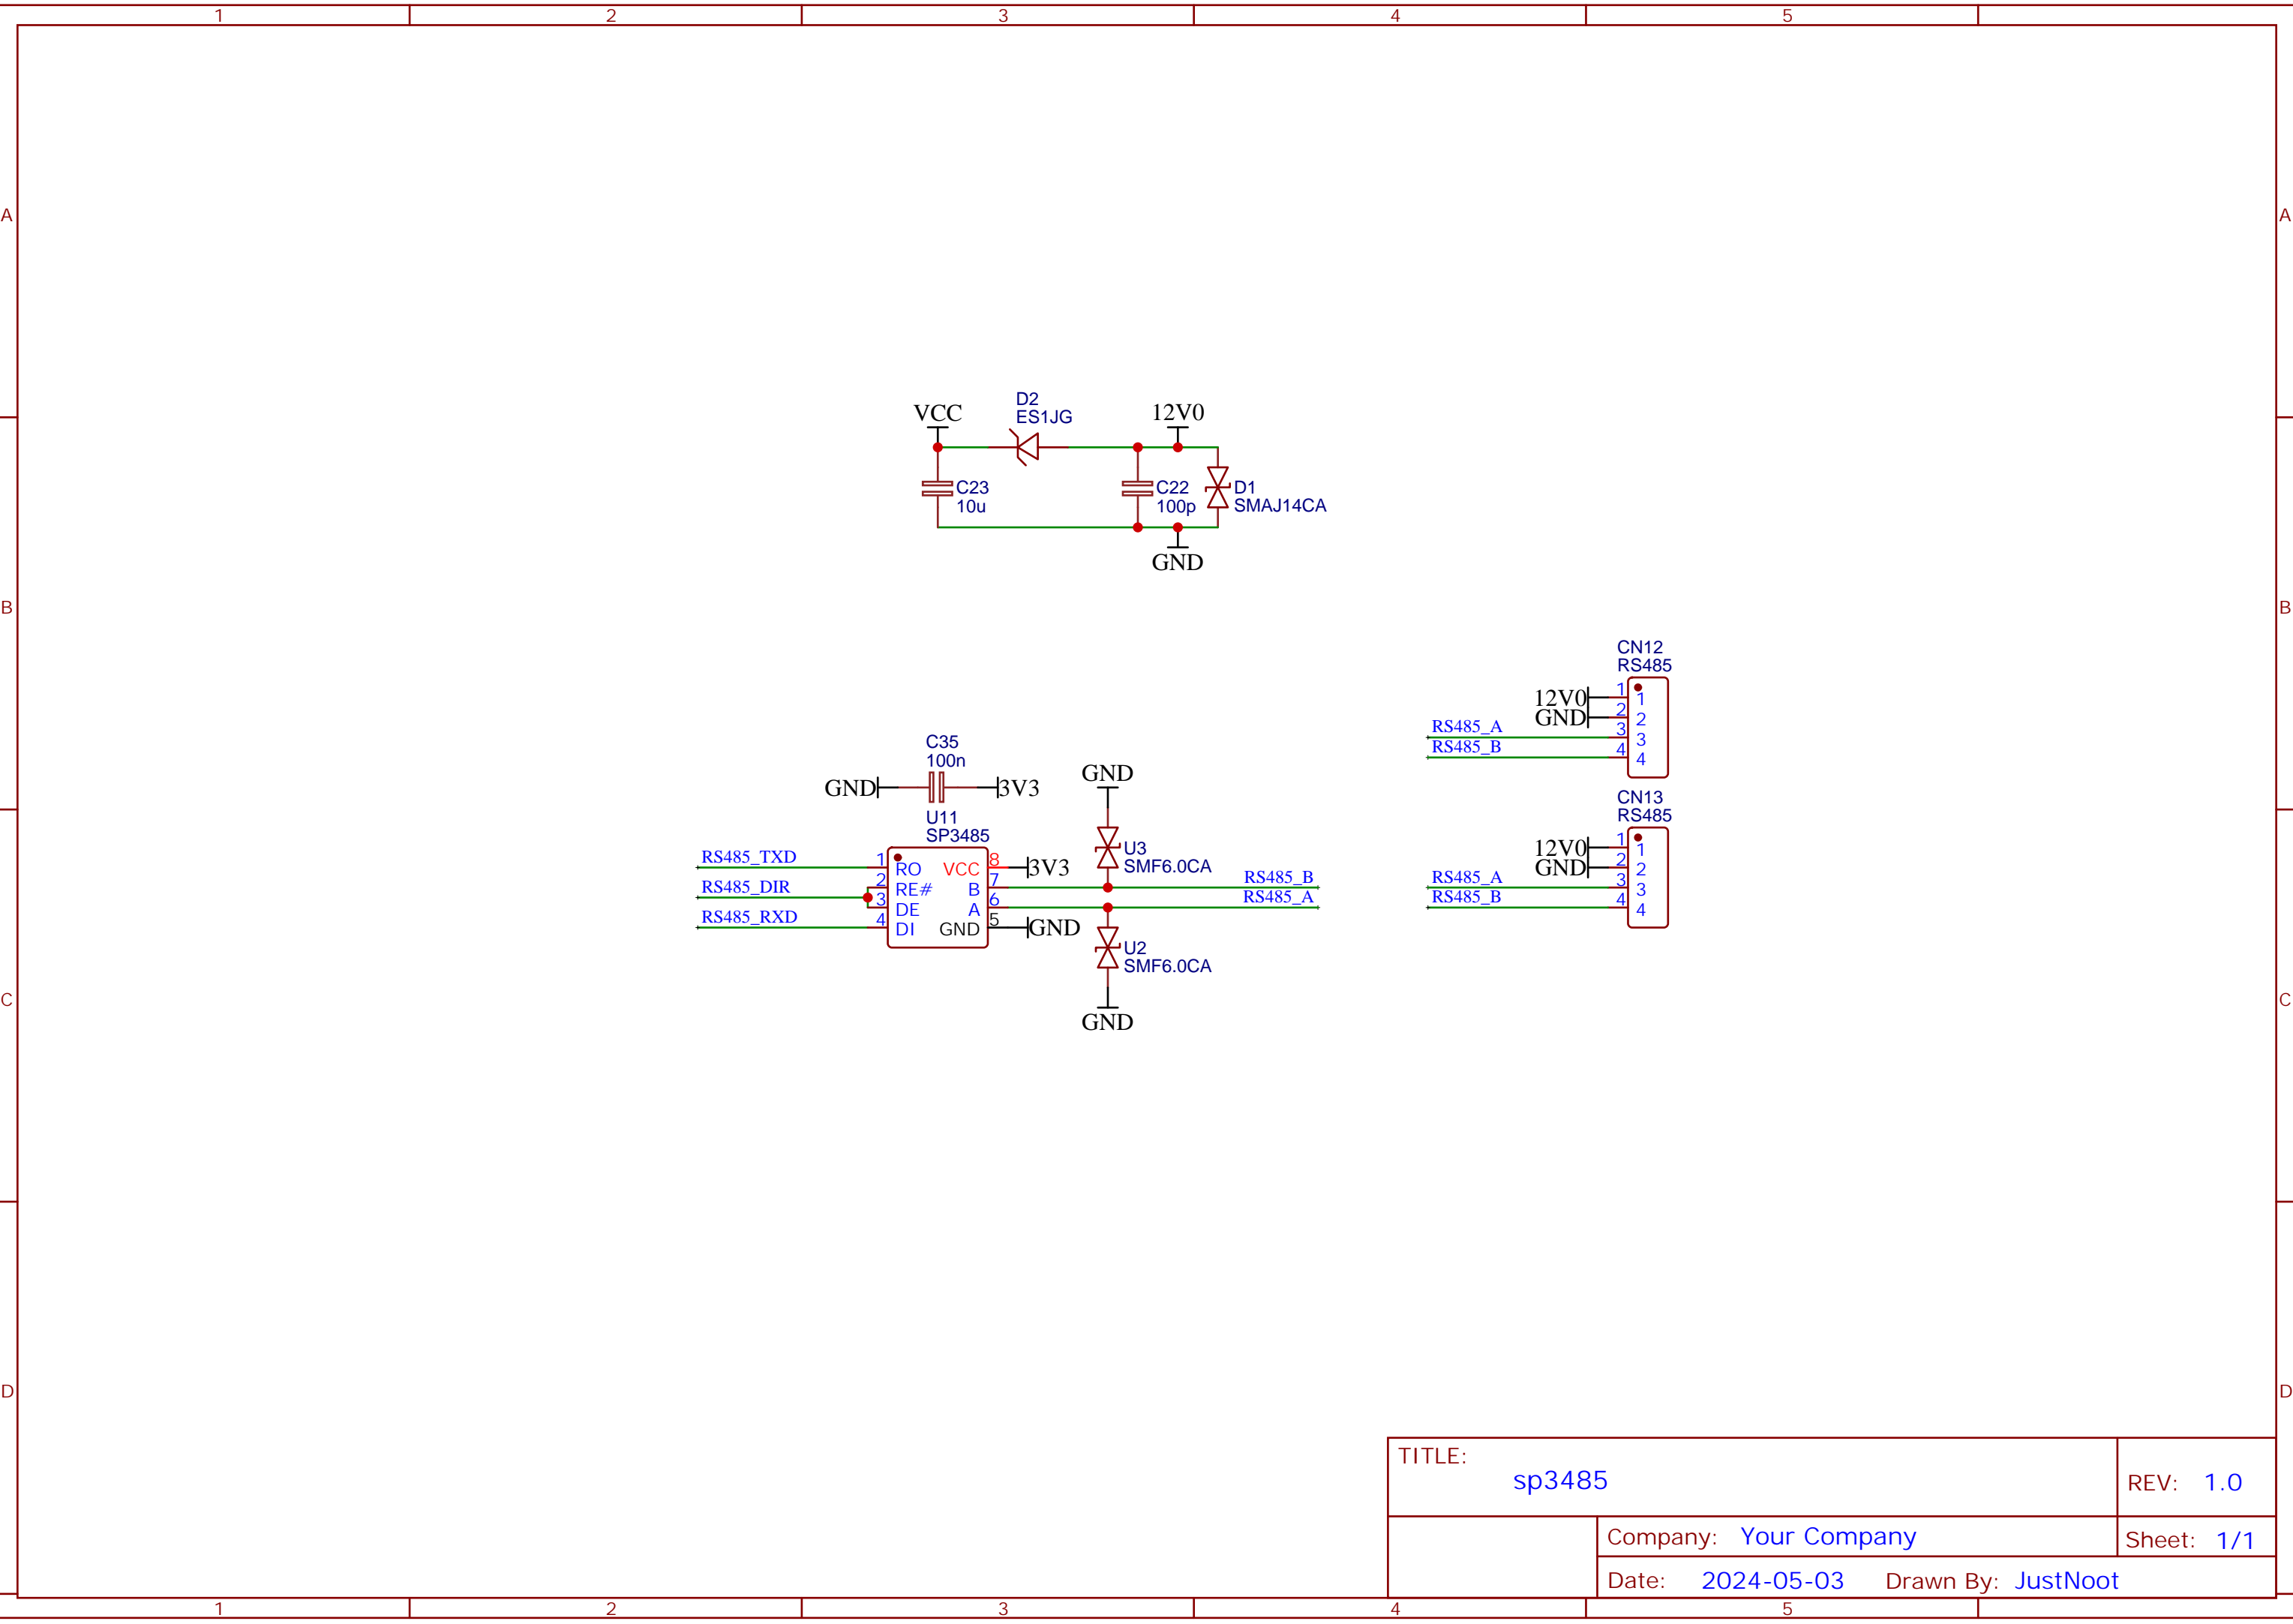 1 2 3 4 5
A A
VCC
D2
ES1JG
12V0
C23
10u
C22
100p
D1
SMAJ14CA
GND
B B
CN12
RS485
12V0 1 1
GND 2 2
RS485_A 3 3
RS485_B 4 4
C35
100n
GND 3V3
GND
U11
SP3485
CN13
RS485
U3
SMF6.0CA
RS485_TXD 1 RO VCC 8 3V3
RS485_DIR 2 RE# B 7 RS485_B
3 DE A 6 RS485_A
RS485_RXD 4 DI GND 5 GND
12V0 1 1
GND 2 2
RS485_A 3 3
RS485_B 4 4
U2
SMF6.0CA
GND
C C
D D
TITLE:
sp3485
REV: 1.0
Company: Your Company
Sheet: 1/1
Date: 2024-05-03 Drawn By: JustNoot
1 2 3 4 5